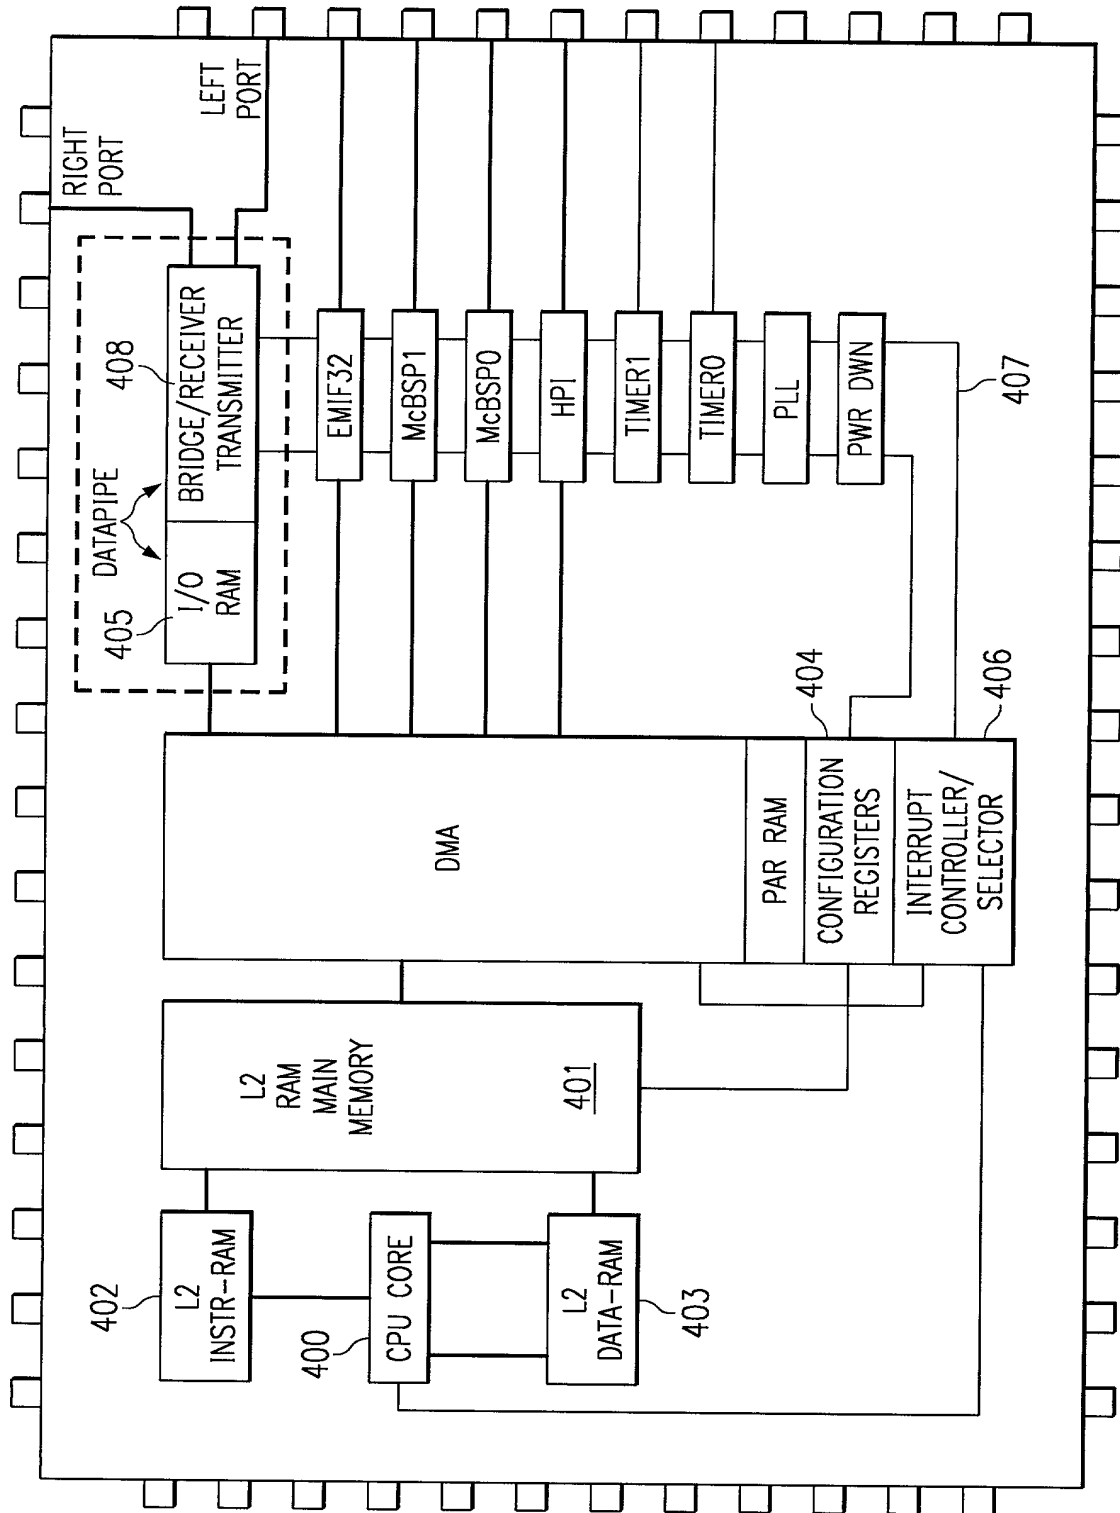 RIGHT
PORT
LEFT
PORT
408
BRIDGE/RECEIVER
TRANSMITTER
DATAPIPE
405
I/O
RAM
EMIF32
McBSP1
McBSP0
HPI
TIMER1
TIMER0
PLL
PWR DWN
407
DMA
PAR RAM
404
CONFIGURATION
REGISTERS
406
INTERRUPT
CONTROLLER/
SELECTOR
L2
RAM
MAIN
MEMORY
401
402
L2
INSTR-RAM
400
CPU CORE
L2
DATA-RAM
403